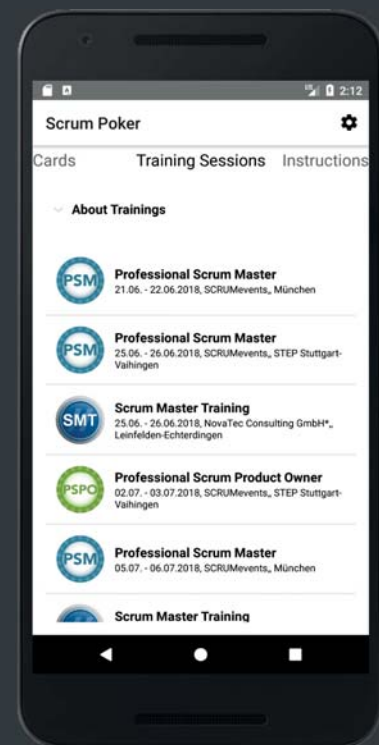 2:12
Scrum Poker
Cards Training Sessions Instructions
About Trainings
PSM
Professional Scrum Master
21.06. - 22.06.2018, SCRUMevents,, München
PSM
Professional Scrum Master
25.06. - 26.06.2018, SCRUMevents,, STEP Stuttgart-
Vaihingen
SMT
Scrum Master Training
25.06. - 26.06.2018, NovaTec Consulting GmbH*,,
Leinfelden-Echterdingen
PSPO
Professional Scrum Product Owner
02.07. - 03.07.2018, SCRUMevents,, STEP Stuttgart-
Vaihingen
PSM
Professional Scrum Master
05.07. - 06.07.2018, SCRUMevents,, München
Scrum Master Training